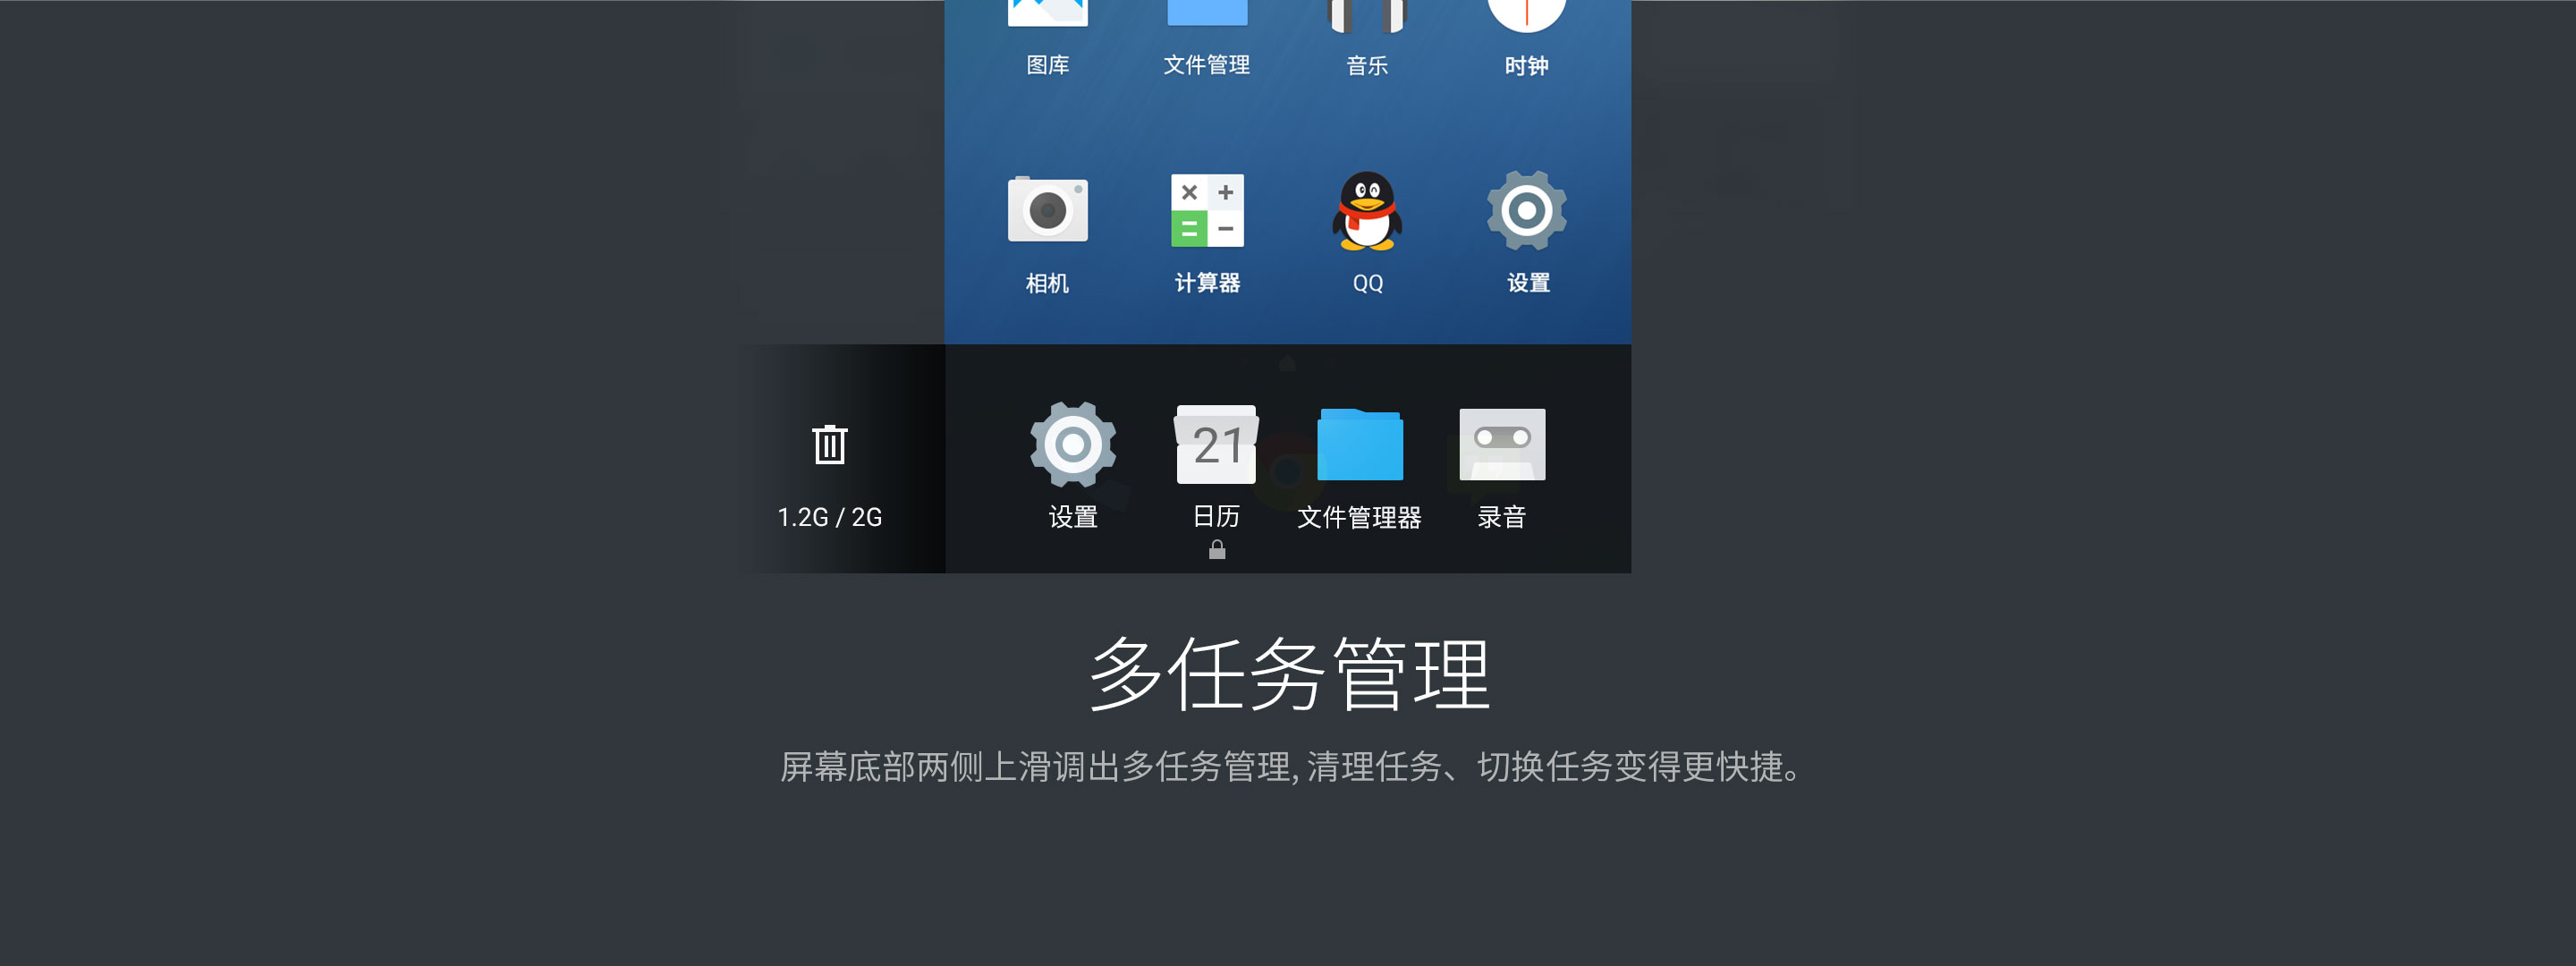 图库 文件管理 音乐 时钟
相机 计算器 QQ 设置
21
1.2G / 2G 设置 日历 文件管理器 录音
多任务管理
屏幕底部两侧上滑调出多任务管理, 清理任务、切换任务变得更快捷。